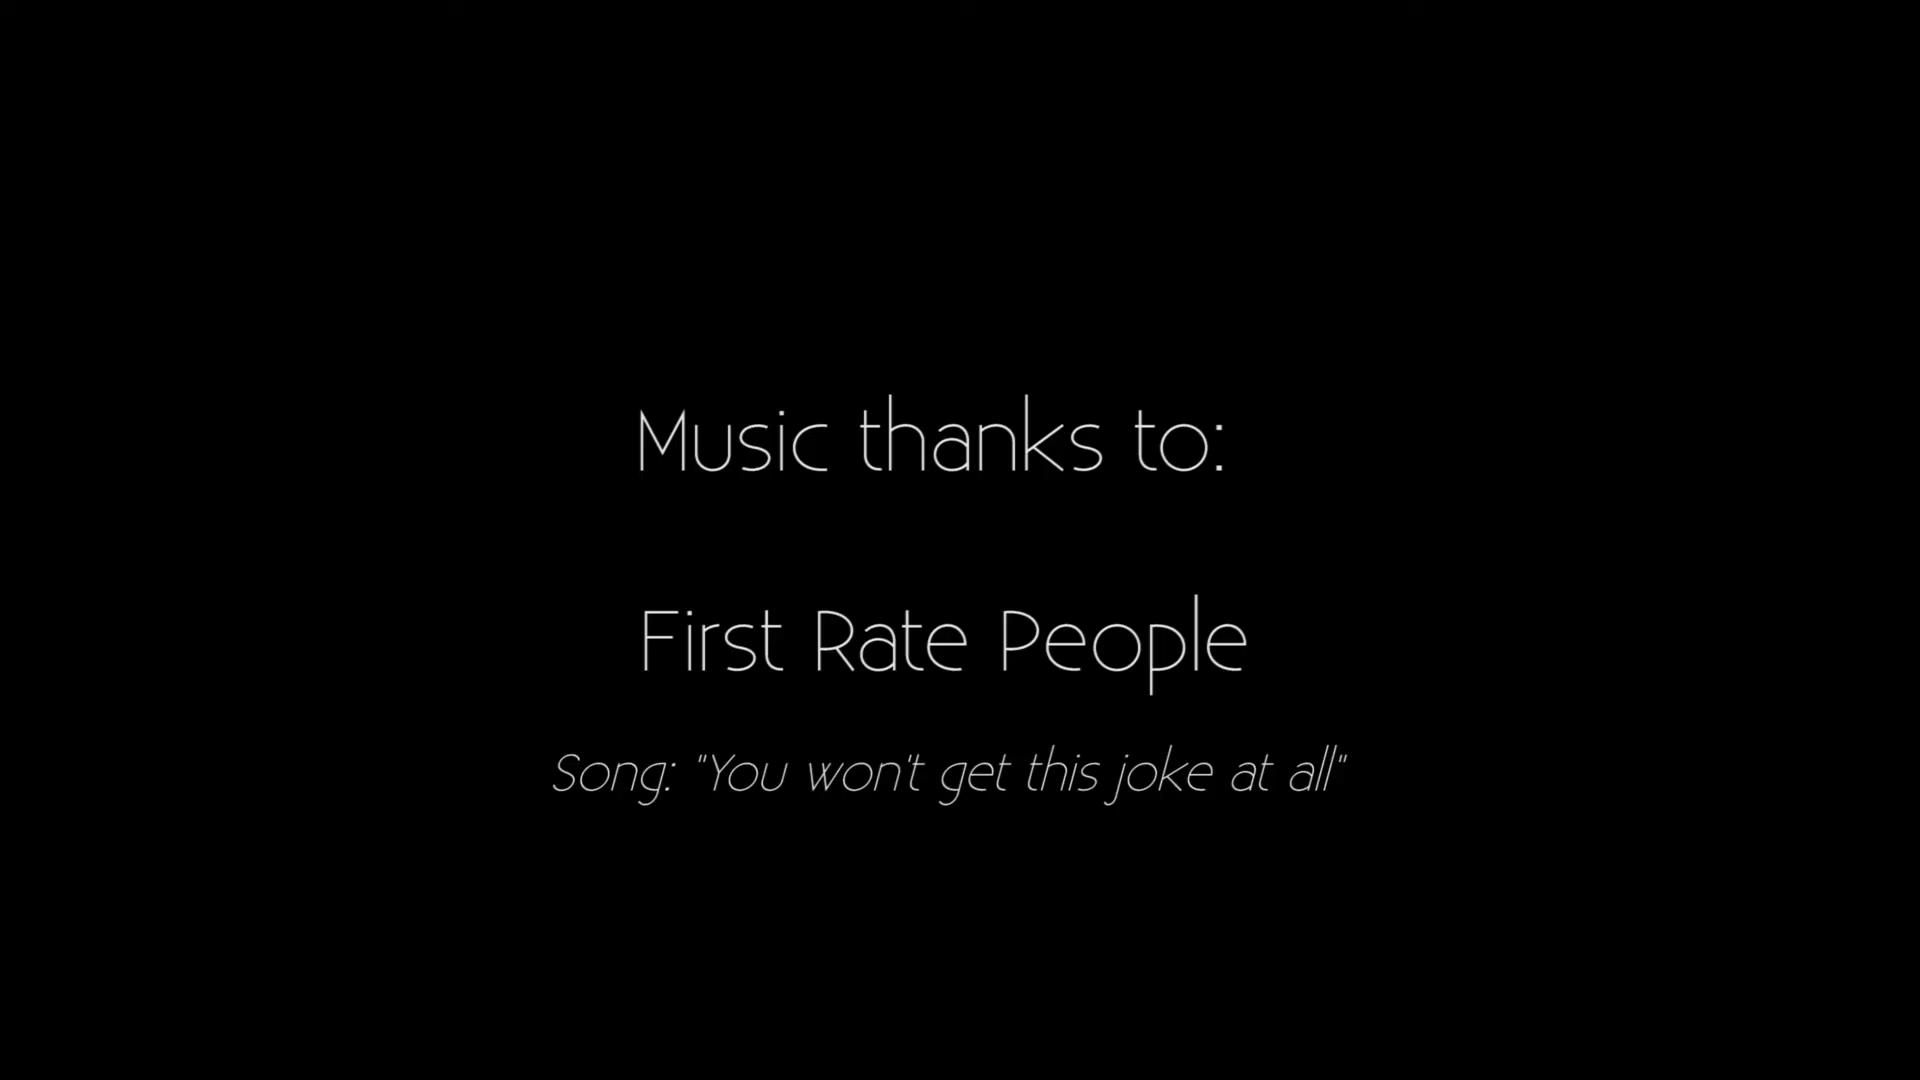 Music thanks to:
First Rate People
Song: "You won't get this joke at all"